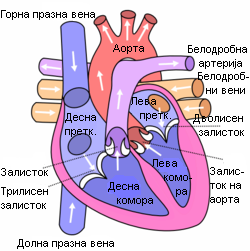 Горна празна вена
Аорта
Белодробна
артерија
Белодроб-
ни вени
Лева
претк.
Десна
претк.
Дволисен
залисток
Залисток
Трилисен
залисток
Лева
комо-
ра
Десна
комора
Залис-
ток на
аорта
Долна празна вена